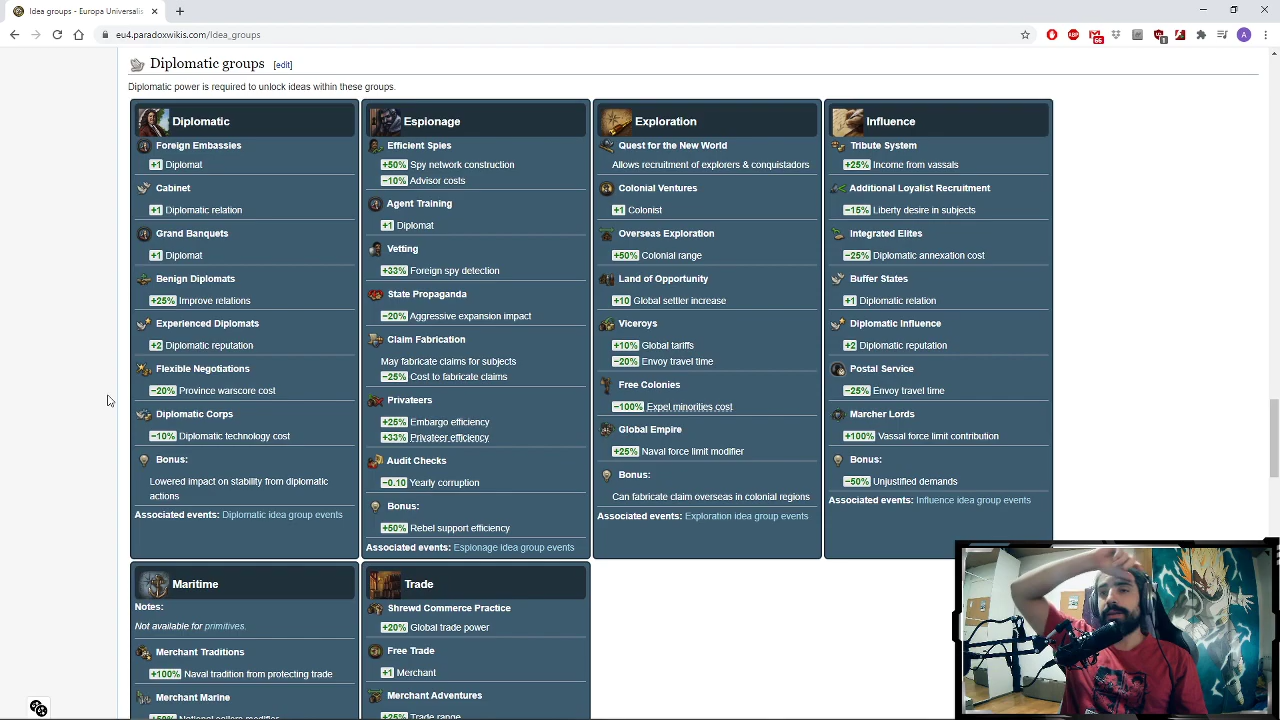 Idea groups - Europa Universalis
eu4.paradoxwikis.com/Idea_groups
66
1
A
Diplomatic groups [edit]
Diplomatic power is required to unlock ideas within these groups.
Diplomatic
Foreign Embassies
+1 Diplomat
Cabinet
+1 Diplomatic relation
Grand Banquets
+1 Diplomat
Benign Diplomats
+25% Improve relations
Experienced Diplomats
+2 Diplomatic reputation
Flexible Negotiations
−20% Province warscore cost
Diplomatic Corps
−10% Diplomatic technology cost
Bonus:
Lowered impact on stability from diplomatic
actions
Associated events: Diplomatic idea group events
Espionage
Efficient Spies
+50% Spy network construction
−10% Advisor costs
Agent Training
+1 Diplomat
Vetting
+33% Foreign spy detection
State Propaganda
−20% Aggressive expansion impact
Claim Fabrication
May fabricate claims for subjects
−25% Cost to fabricate claims
Privateers
+25% Embargo efficiency
+33% Privateer efficiency
Audit Checks
−0.10 Yearly corruption
Bonus:
+50% Rebel support efficiency
Associated events: Espionage idea group events
Exploration
Quest for the New World
Allows recruitment of explorers & conquistadors
Colonial Ventures
+1 Colonist
Overseas Exploration
+50% Colonial range
Land of Opportunity
+10 Global settler increase
Viceroys
+10% Global tariffs
−20% Envoy travel time
Free Colonies
−100% Expel minorities cost
Global Empire
+25% Naval force limit modifier
Bonus:
Can fabricate claim overseas in colonial regions
Associated events: Exploration idea group events
Influence
Tribute System
+25% Income from vassals
Additional Loyalist Recruitment
−15% Liberty desire in subjects
Integrated Elites
−25% Diplomatic annexation cost
Buffer States
+1 Diplomatic relation
Diplomatic Influence
+2 Diplomatic reputation
Postal Service
−25% Envoy travel time
Marcher Lords
+100% Vassal force limit contribution
Bonus:
−50% Unjustified demands
Associated events: Influence idea group events
Maritime
Notes:
Not available for primitives.
Merchant Traditions
+100% Naval tradition from protecting trade
Merchant Marine
+50% National sailors modifier
Trade
Shrewd Commerce Practice
+20% Global trade power
Free Trade
+1 Merchant
Merchant Adventures
+25% Trade range